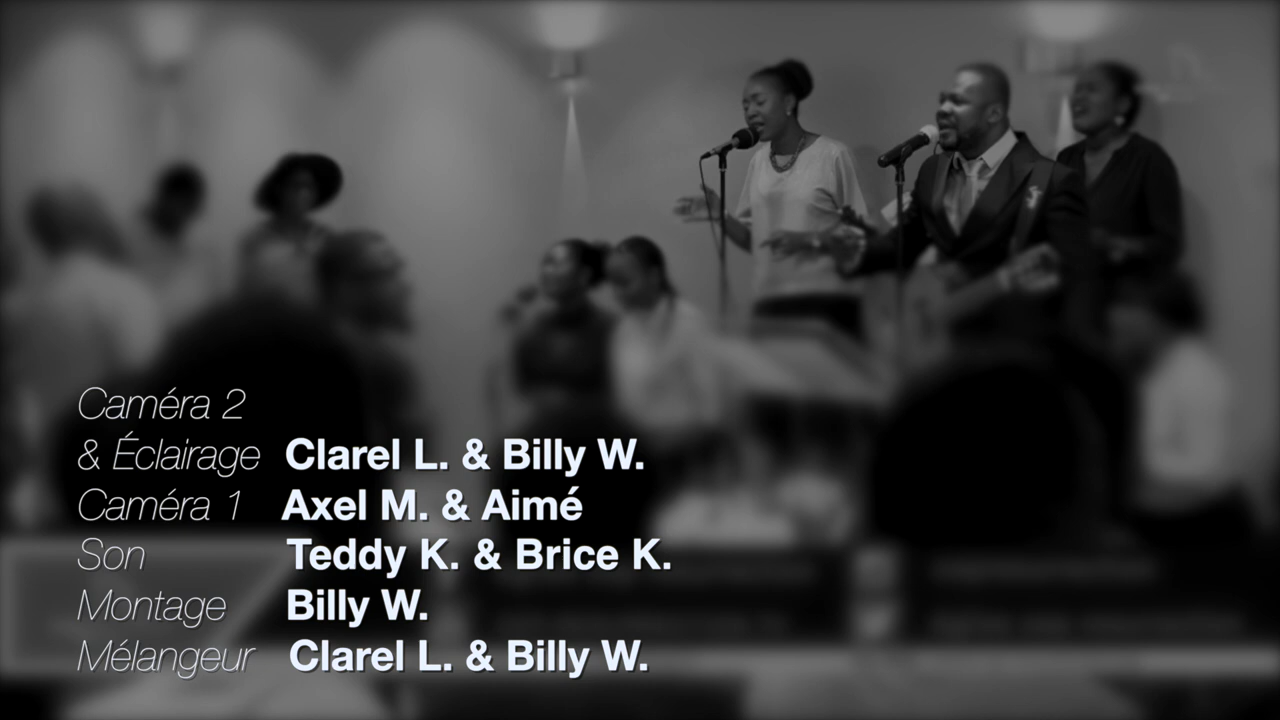 Caméra 2
& Éclairage Clarel L. & Billy W.
Caméra 1 Axel M. & Aimé
Son Teddy K. & Brice K.
Montage Billy W.
Mélangeur Clarel L. & Billy W.